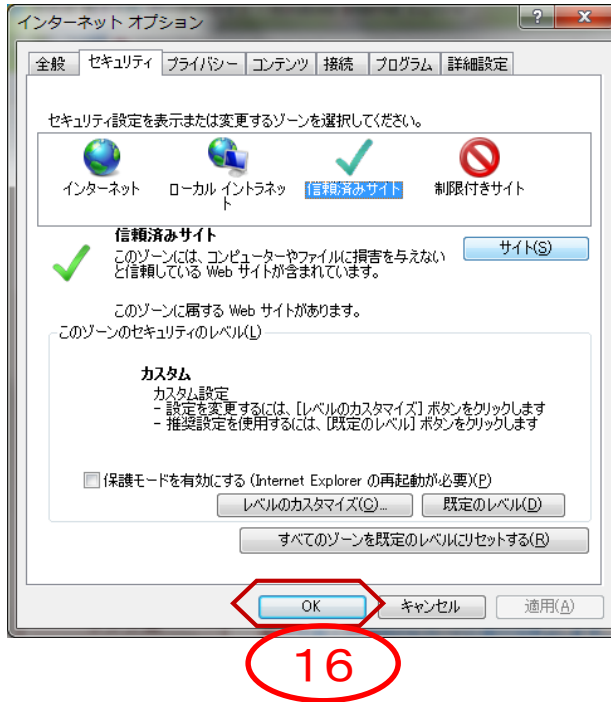 インターネット オプション
全般 セキュリティ プライバシー コンテンツ 接続 プログラム 詳細設定
セキュリティ設定を表示または変更するゾーンを選択してください。
インターネット ローカル イントラネッ 信頼済みサイト 制限付きサイト
ト
信頼済みサイト
このゾーンには、コンピューターやファイルに損害を与えない サイト(S)
と信頼している Web サイトが含まれています。
このゾーンに属する Web サイトがあります。
このゾーンのセキュリティのレベル(L)
カスタム
カスタム設定
- 設定を変更するには、[レベルのカスタマイズ] ボタンをクリックします
- 推奨設定を使用するには、[既定のレベル] ボタンをクリックします
保護モードを有効にする (Internet Explorer の再起動が必要)(P)
レベルのカスタマイズ(C)... 既定のレベル(D)
すべてのゾーンを既定のレベルにリセットする(R)
OK キャンセル 適用(A)
16